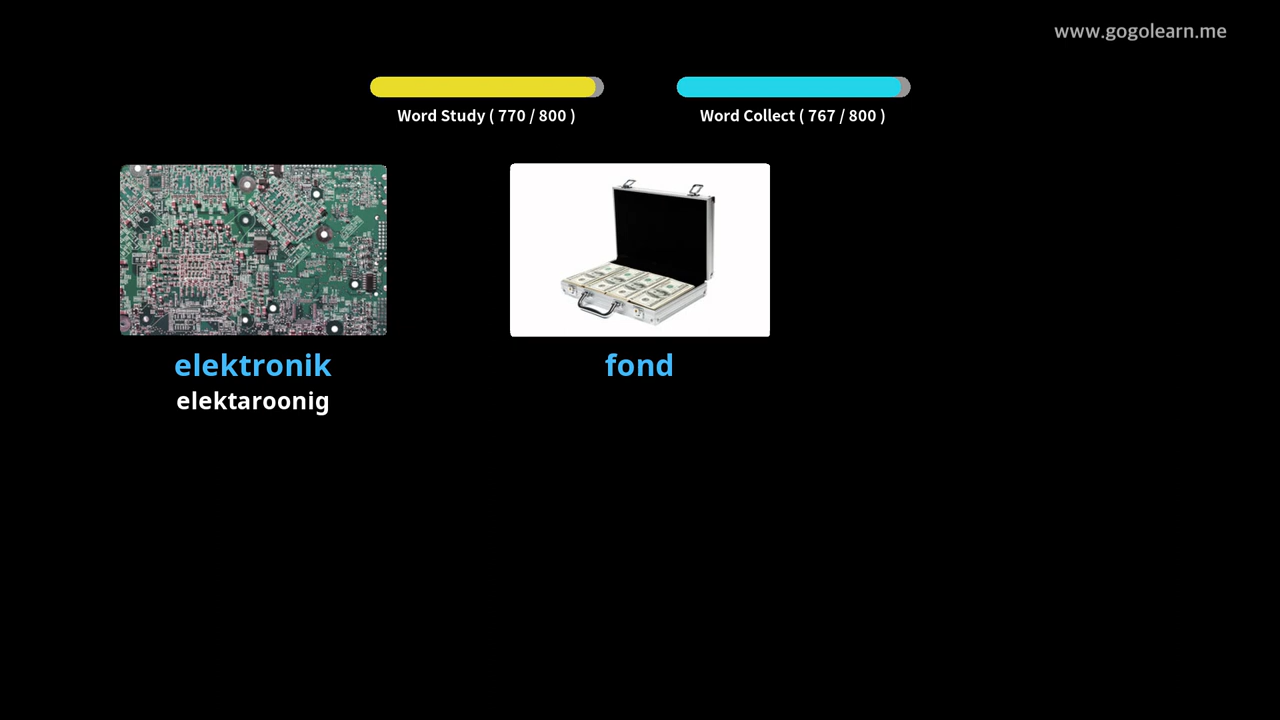 www.gogolearn.me
Word Study ( 770 / 800 )
Word Collect ( 767 / 800 )
elektronik
elektaroonig
fond